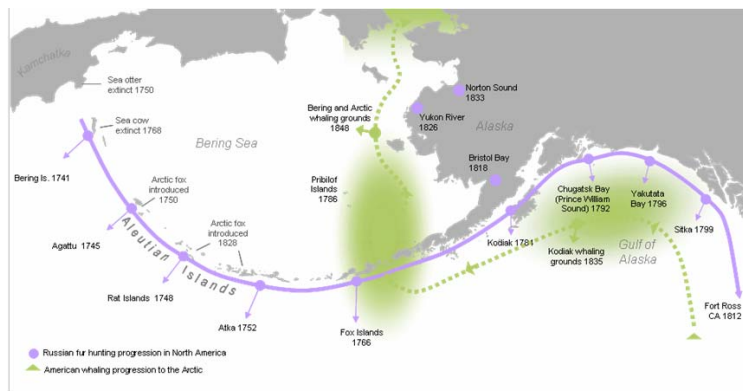 Kamchatka
Sea otter
extinct 1750
Sea cow
extinct 1768
Bering Is. 1741
Bering Sea
Arctic fox
introduced
1750
Agattu 1745
Aleutian Islands
Arctic fox
introduced
1828
Rat Islands 1748
Atka 1752
Fox Islands
1766
Pribilof
Islands
1786
Bering and Arctic
whaling grounds
1848
Norton Sound
1833
Yukon River
1826
Alaska
Bristol Bay
1818
Kodiak 1781
Chugatsk Bay
(Prince William
Sound) 1792
Yakutata
Bay 1796
Sitka 1799
Kodiak whaling
grounds 1835
Gulf of
Alaska
Fort Ross
CA 1812
Russian fur hunting progression in North America
American whaling progression to the Arctic